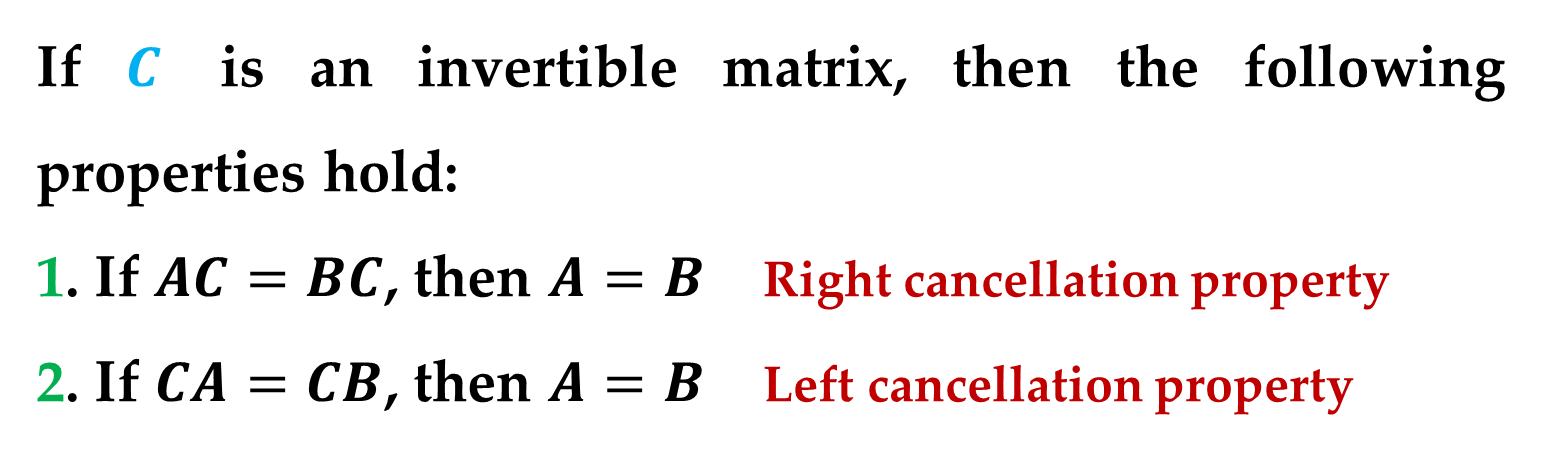 If C is an invertible matrix, then the following
properties hold:
1. If AC = BC, then A = B Right cancellation property
2. If CA = CB, then A = B Left cancellation property